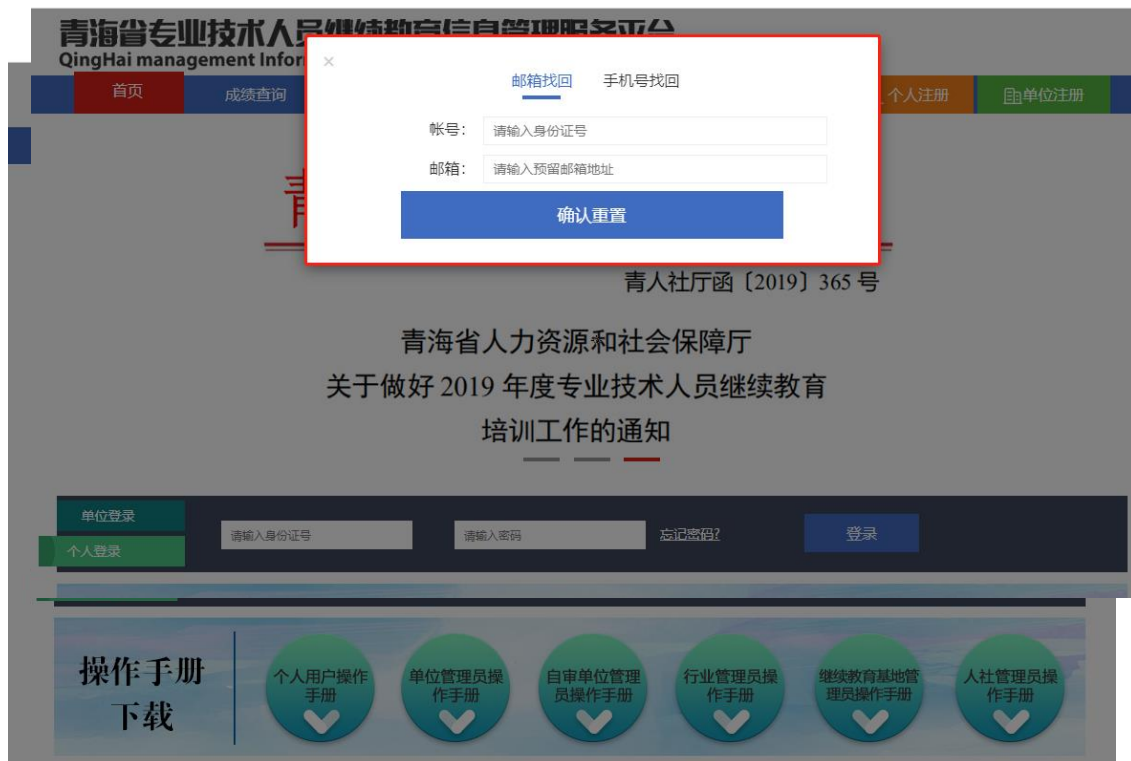 青海省专业技术人员继续教育信息管理服务平台
QingHai management Infor
首页
成绩查询
个人注册
单位注册
×
邮箱找回
手机号找回
帐号：
请输入身份证号
邮箱：
请输入预留邮箱地址
确认重置
青人社厅函〔2019〕365 号
青海省人力资源和社会保障厅
关于做好 2019 年度专业技术人员继续教育
培训工作的通知
单位登录
个人登录
请输入身份证号
请输入密码
忘记密码?
登录
操作手册
下载
个人用户操作
手册
单位管理员操
作手册
自审单位管理
员操作手册
行业管理员操
作手册
继续教育基地管
理员操作手册
人社管理员操
作手册